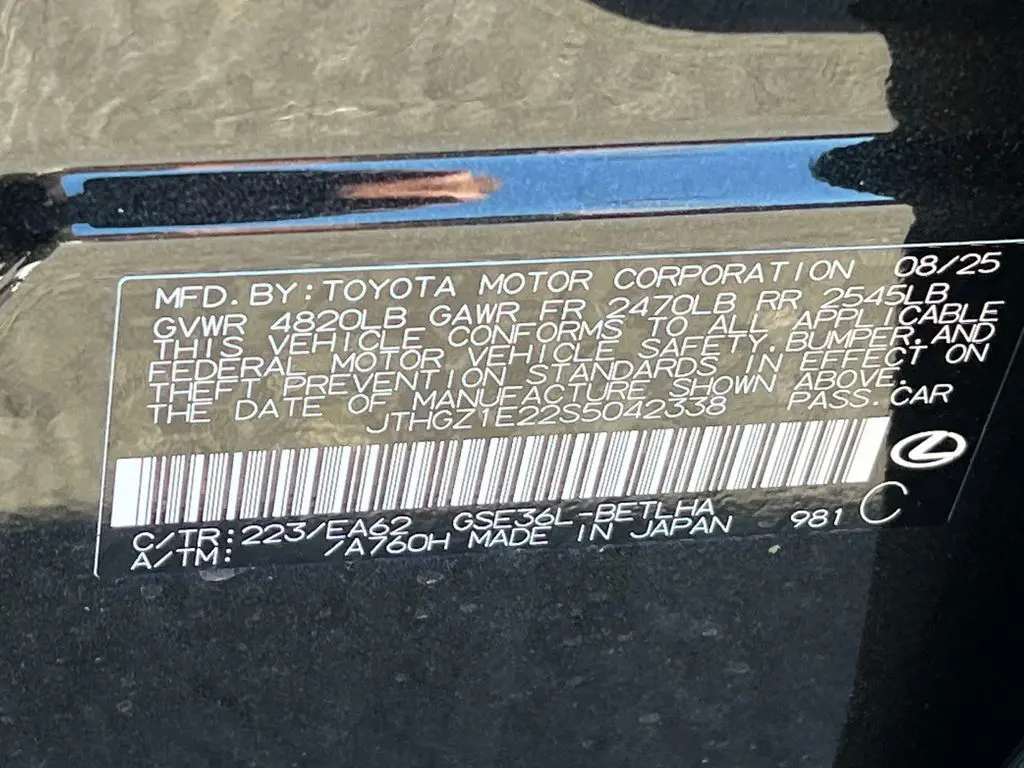 MFD. BY: TOYOTA MOTOR CORPORATION 08/25
GVWR 4820LB GAWR FR 2470LB RR 2545LB
THIS VEHICLE CONFORMS TO ALL APPLICABLE
FEDERAL MOTOR VEHICLE SAFETY, BUMPER, AND
THEFT PREVENTION STANDARDS IN EFFECT ON
THE DATE OF MANUFACTURE SHOWN ABOVE.
JTHGZ1E22S5042338 PASS. CAR
C/TR: 223/EA62 GSE36L-BETLHA
A/TM: /A760H MADE IN JAPAN 981 C